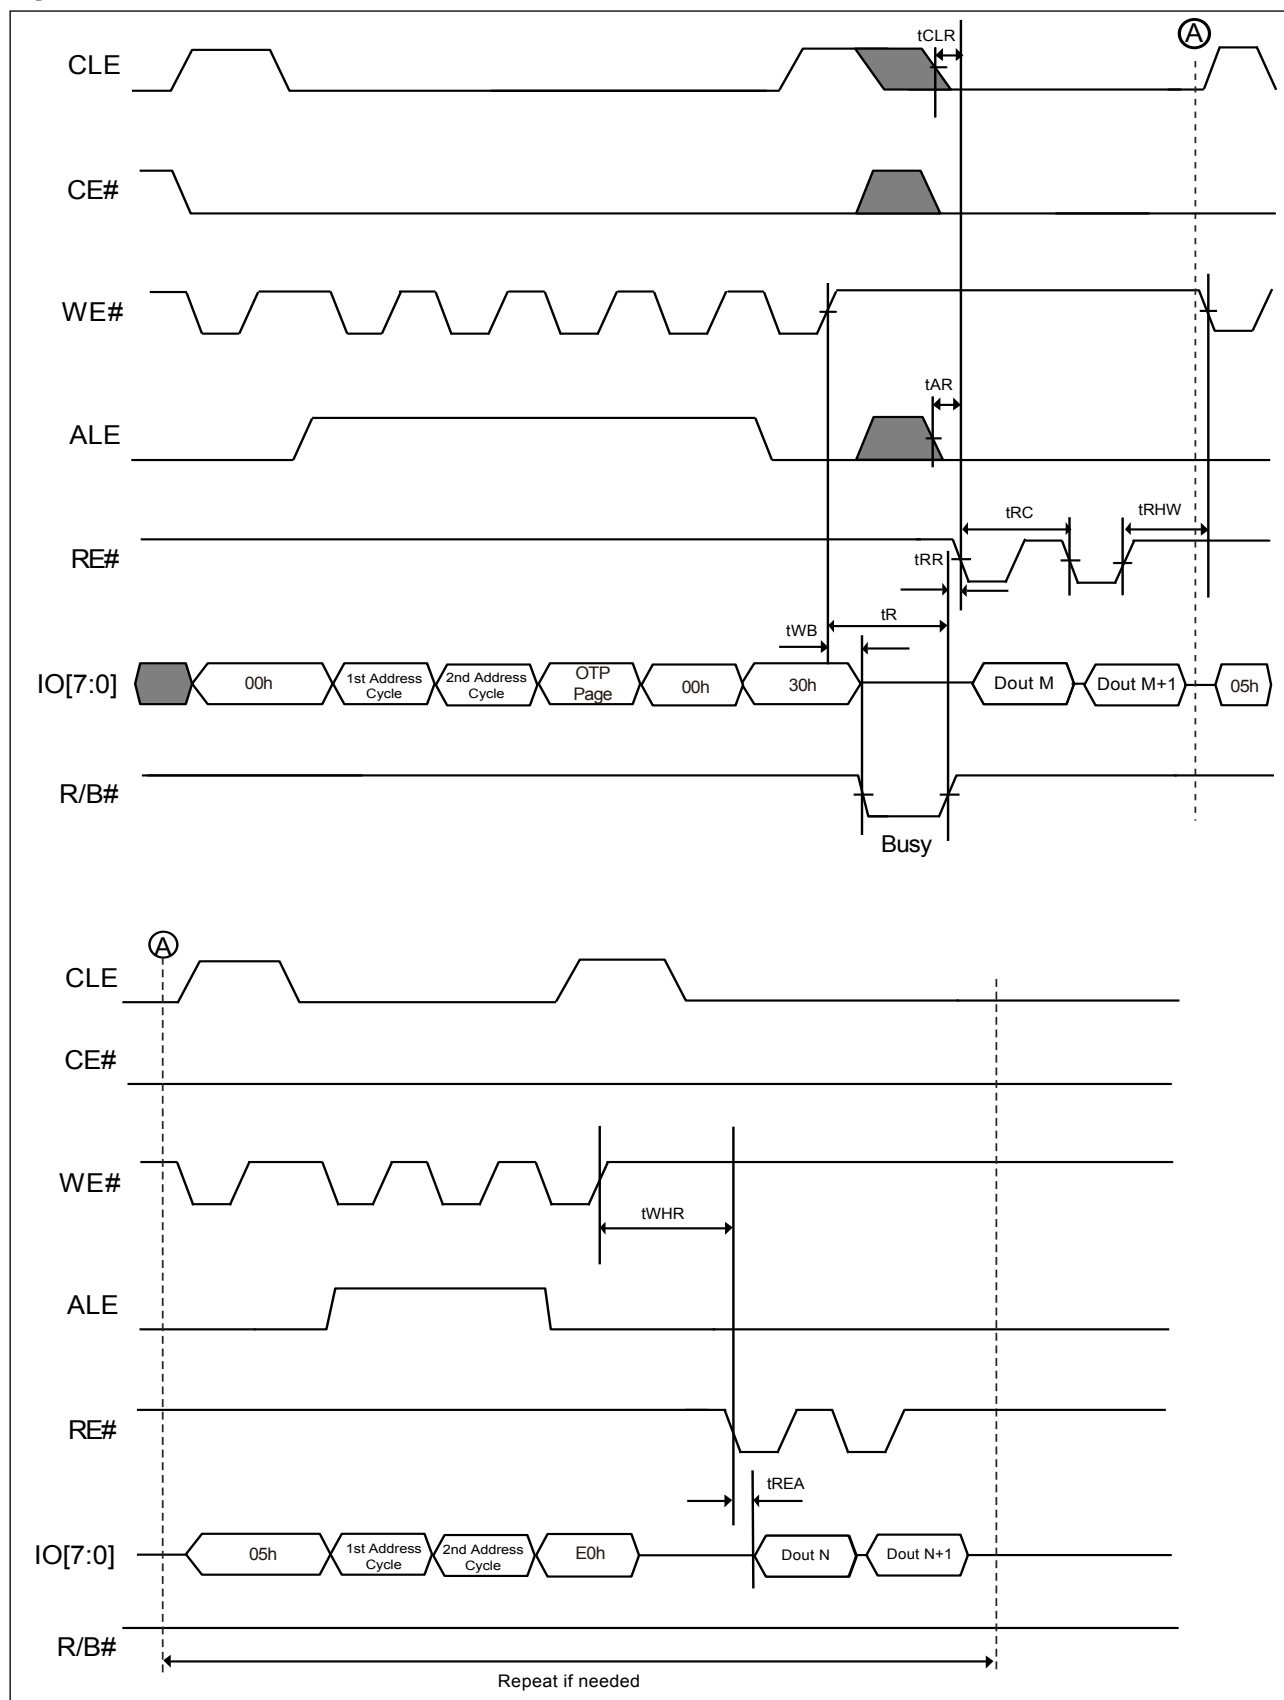 tCLR
A
CLE
CE#
WE#
tAR
ALE
tRC
tRHW
RE#
tRR
tR
tWB
IO[7:0]
00h
1st Address
Cycle
2nd Address
Cycle
OTP
Page
00h
30h
Dout M
Dout M+1
05h
R/B#
Busy
A
CLE
CE#
WE#
tWHR
ALE
RE#
tREA
IO[7:0]
05h
1st Address
Cycle
2nd Address
Cycle
E0h
Dout N
Dout N+1
R/B#
Repeat if needed